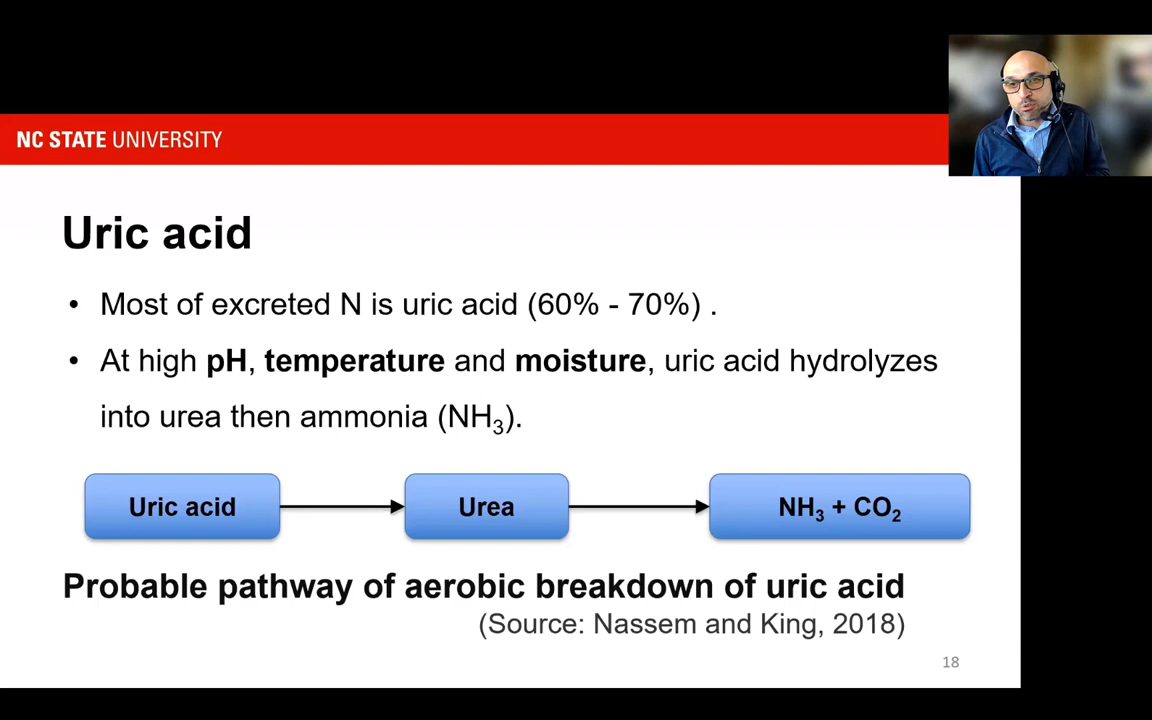 NC STATE UNIVERSITY
Uric acid
• Most of excreted N is uric acid (60% - 70%) .
• At high pH, temperature and moisture, uric acid hydrolyzes
into urea then ammonia (NH₃).
Uric acid
Urea
NH₃ + CO₂
Probable pathway of aerobic breakdown of uric acid
(Source: Nassem and King, 2018)
18